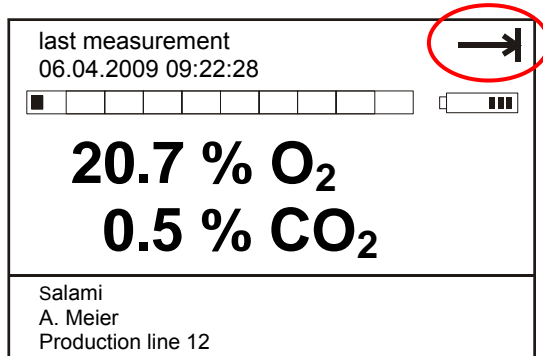 last measurement
06.04.2009 09:22:28
20.7 % O₂
0.5 % CO₂
Salami
A. Meier
Production line 12